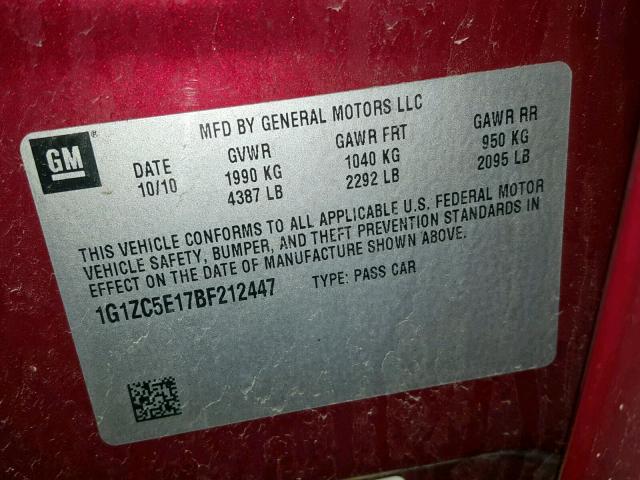 GM ®
MFD BY GENERAL MOTORS LLC
DATE GVWR GAWR FRT GAWR RR
10/10 1990 KG 1040 KG 950 KG
4387 LB 2292 LB 2095 LB
THIS VEHICLE CONFORMS TO ALL APPLICABLE U.S. FEDERAL MOTOR
VEHICLE SAFETY, BUMPER, AND THEFT PREVENTION STANDARDS IN
EFFECT ON THE DATE OF MANUFACTURE SHOWN ABOVE.
1G1ZC5E17BF212447 TYPE: PASS CAR